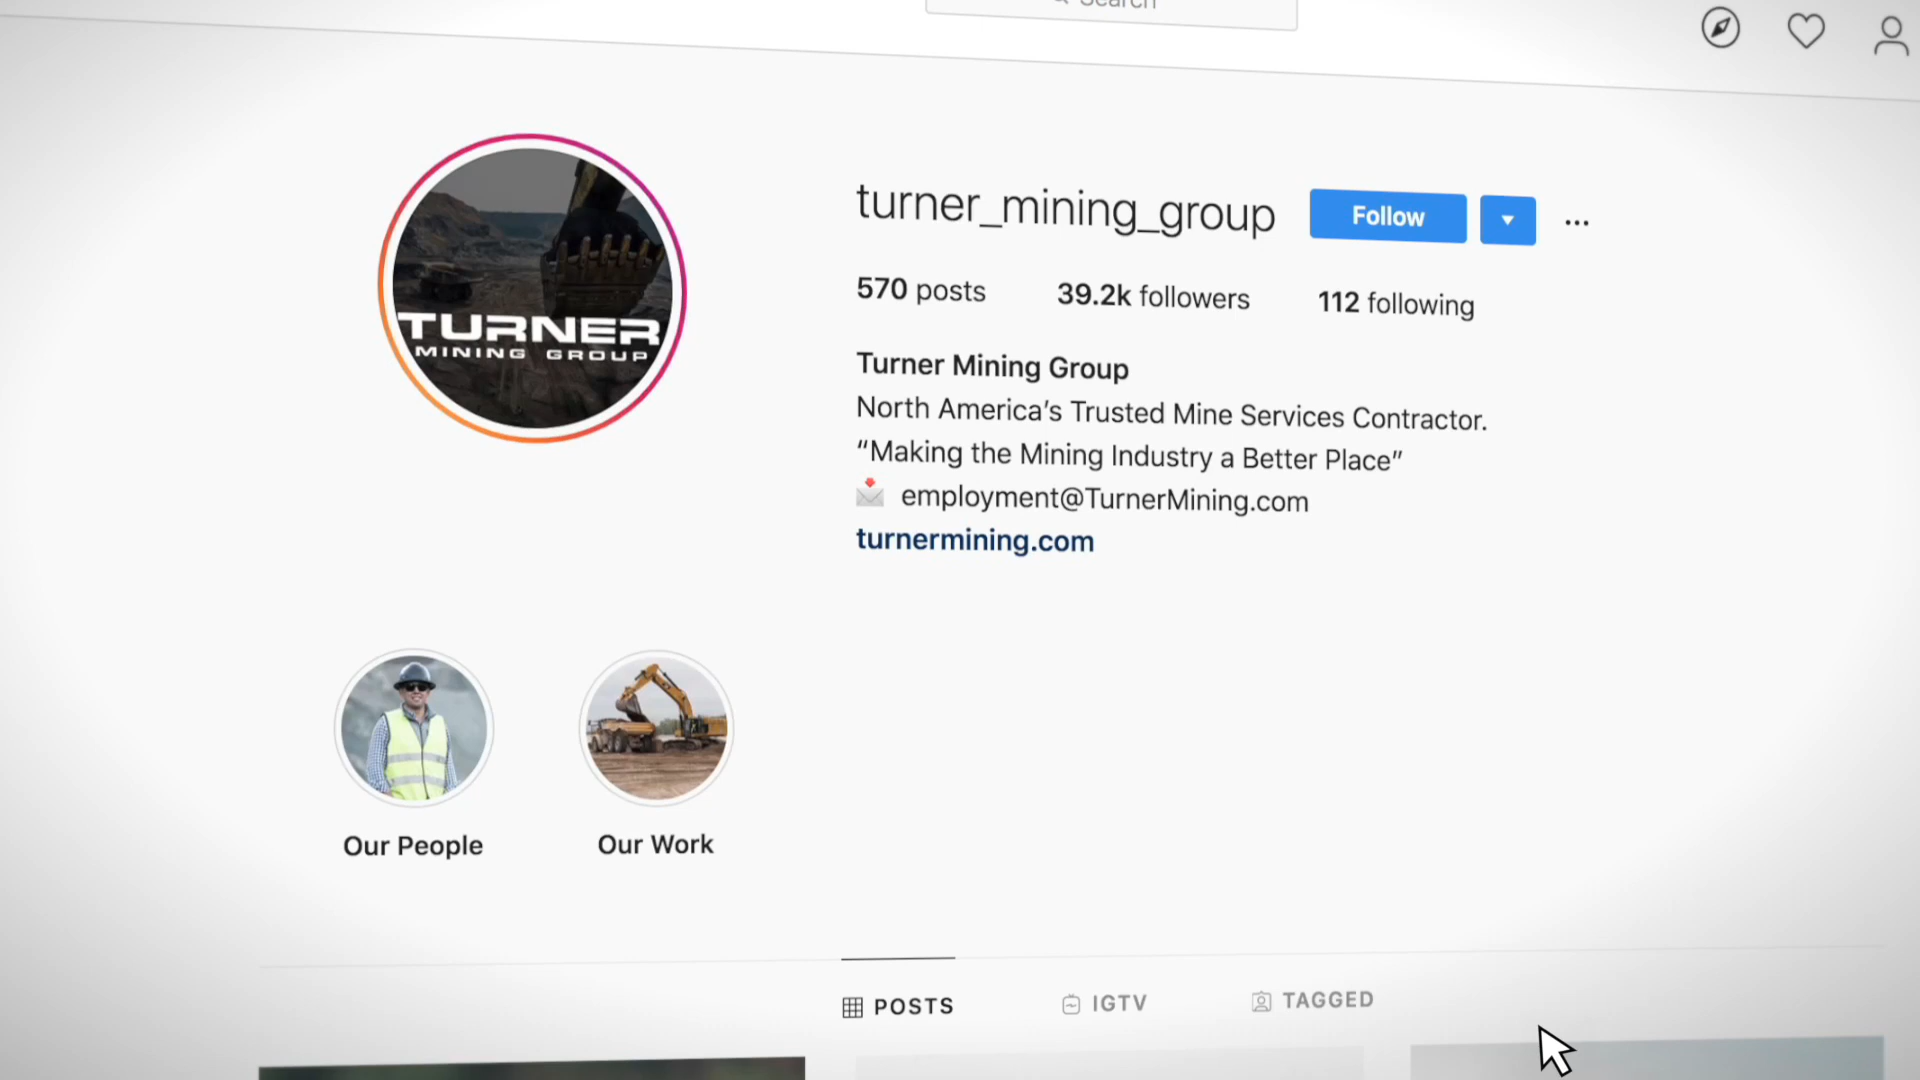 Search
turner_mining_group Follow
570 posts 39.2k followers 112 following
TURNER
MINING GROUP
Turner Mining Group
North America's Trusted Mine Services Contractor.
“Making the Mining Industry a Better Place”
employment@TurnerMining.com
turnermining.com
Our People Our Work
POSTS IGTV TAGGED